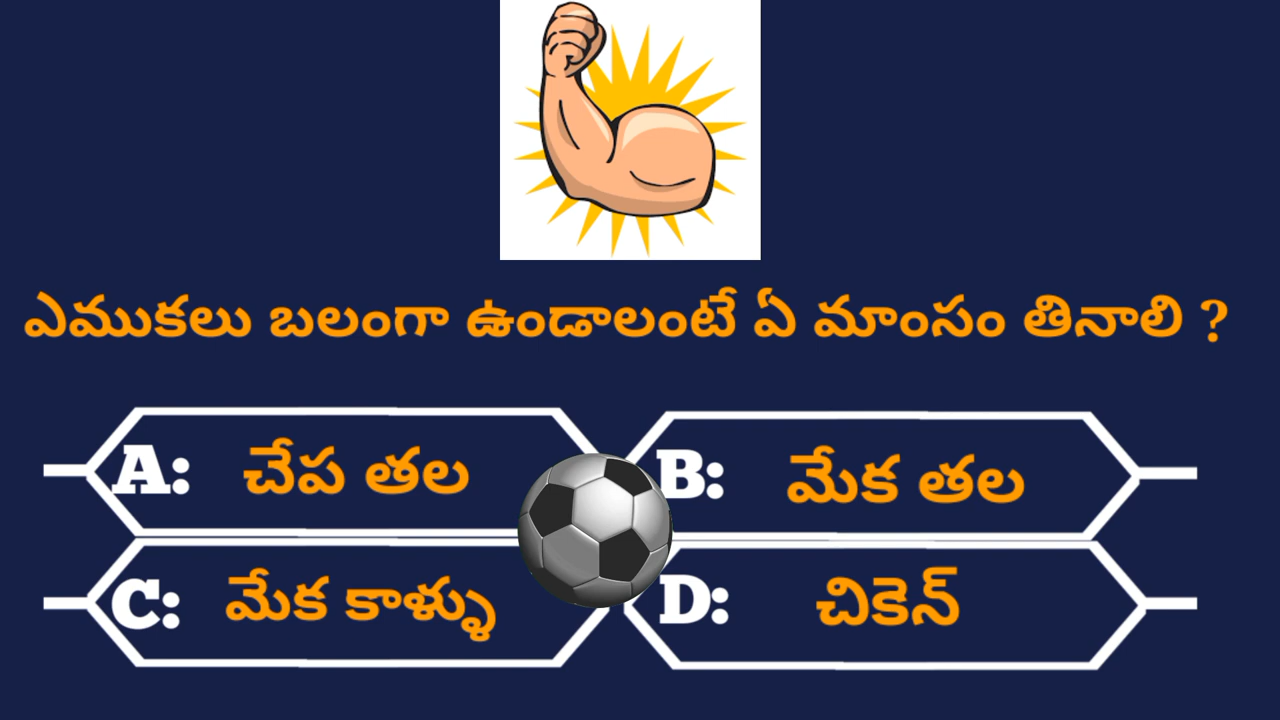 ఎముకలు బలంగా ఉండాలంటే ఏ మాంసం తినాలి ?
A: చేప తల
B: మేక తల
C: మేక కాళ్ళు
D: చికెన్